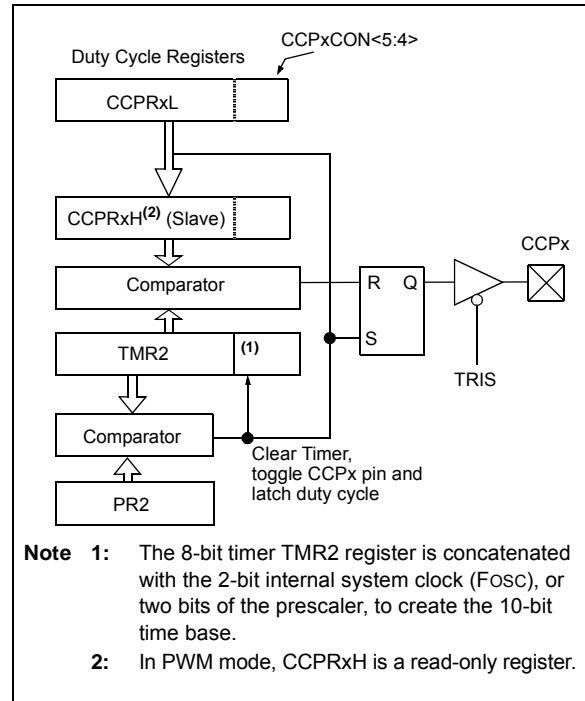 CCPxCON<5:4>
Duty Cycle Registers
CCPRxL
CCPRxH(2) (Slave)
CCPx
Comparator
R Q
S
TMR2
(1)
TRIS
Comparator
Clear Timer,
toggle CCPx pin and
latch duty cycle
PR2
Note 1: The 8-bit timer TMR2 register is concatenated
with the 2-bit internal system clock (FOSC), or
two bits of the prescaler, to create the 10-bit
time base.
2: In PWM mode, CCPRxH is a read-only register.